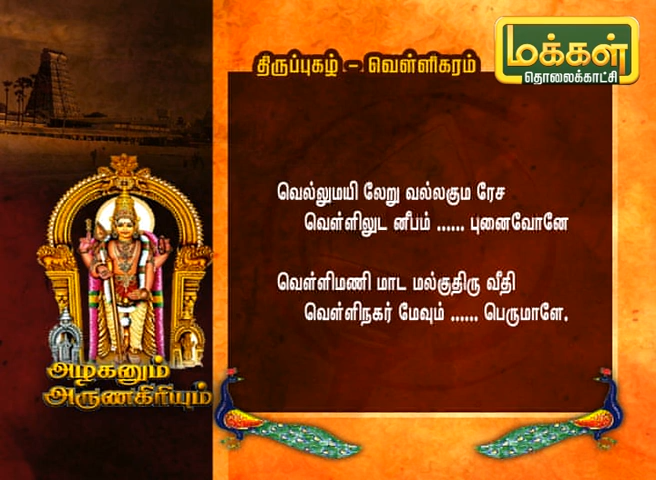 மக்கள்
தொலைக்காட்சி
திருப்புகழ் - வெள்ளிகரம்
வெல்லுமயி லேறு வல்லகும ரேச
வெள்ளிலுட னீபம் ...... புனைவோனே
வெள்ளிமணி மாட மல்குதிரு வீதி
வெள்ளிநகர் மேவும் ...... பெருமாளே.
அழகனும்
அருணகிரியும்